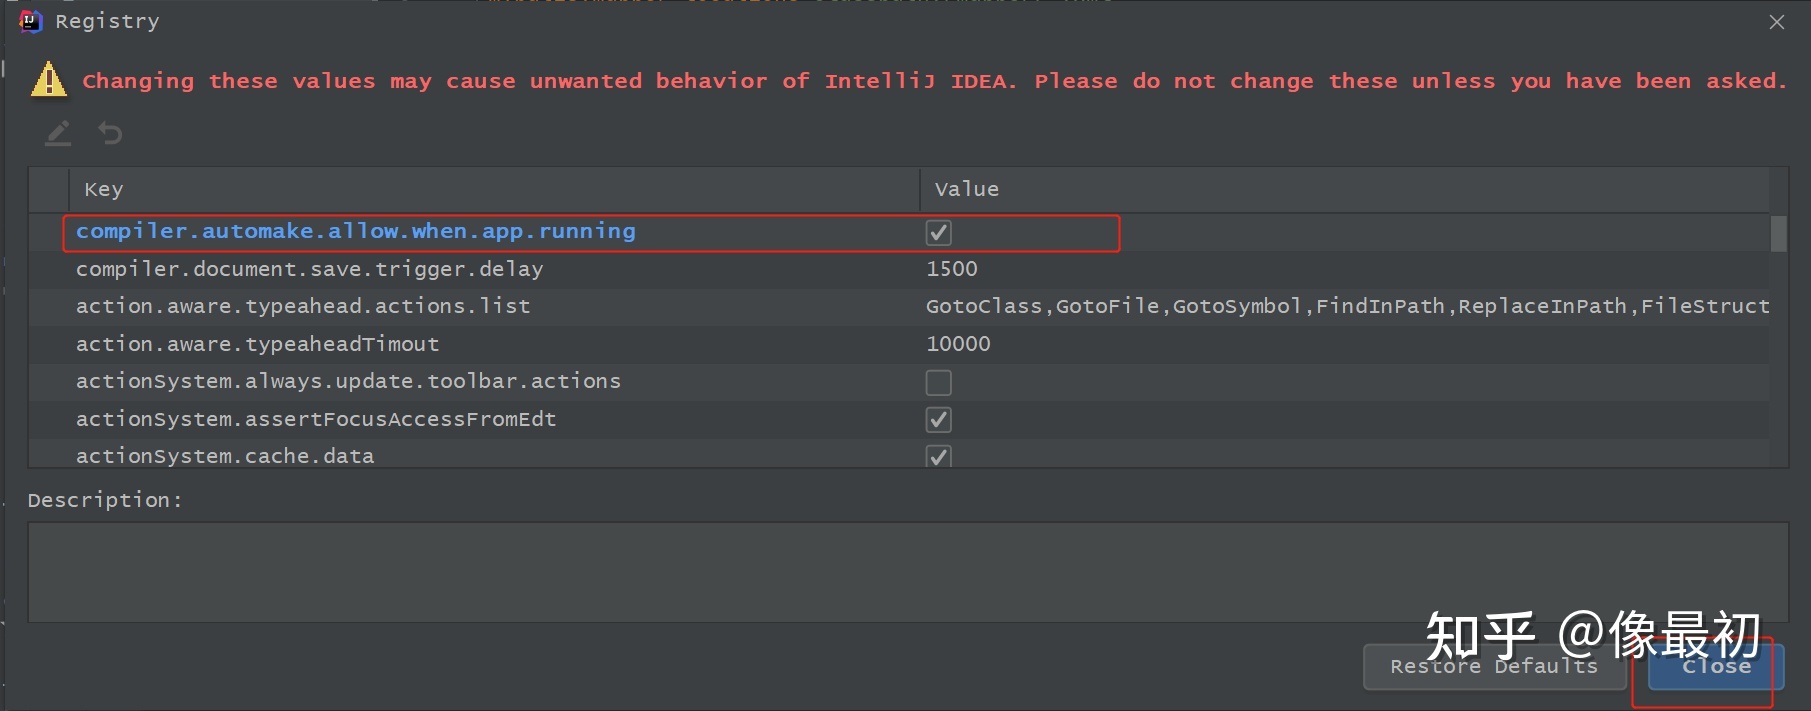 Registry
Changing these values may cause unwanted behavior of IntelliJ IDEA. Please do not change these unless you have been asked.
Key Value
compiler.automake.allow.when.app.running
compiler.document.save.trigger.delay 1500
action.aware.typeahead.actions.list GotoClass,GotoFile,GotoSymbol,FindInPath,ReplaceInPath,FileStruct
action.aware.typeaheadTimout 10000
actionSystem.always.update.toolbar.actions
actionSystem.assertFocusAccessFromEdt
actionSystem.cache.data
Description:
知乎 @像最初
Restore Defaults Close